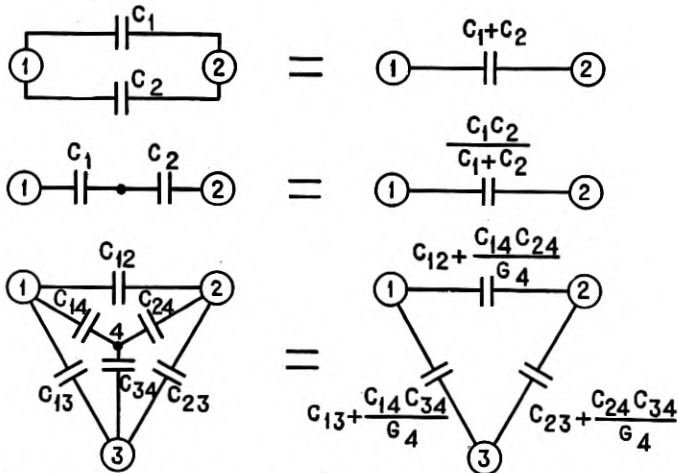 C₁
1 2 = C₁+C₂ 1 2
C₂
C₁ C₂
1 2 = C₁C₂ / C₁+C₂ 1 2
C₁₂
1 2
C₁₄ C₂₄
4
C₁₃ C₃₄ C₂₃
3
=
C₁₂+ C₁₄C₂₄ / G₄
1 2
C₁₃+ C₁₄C₃₄ / G₄
C₂₃+ C₂₄C₃₄ / G₄
3